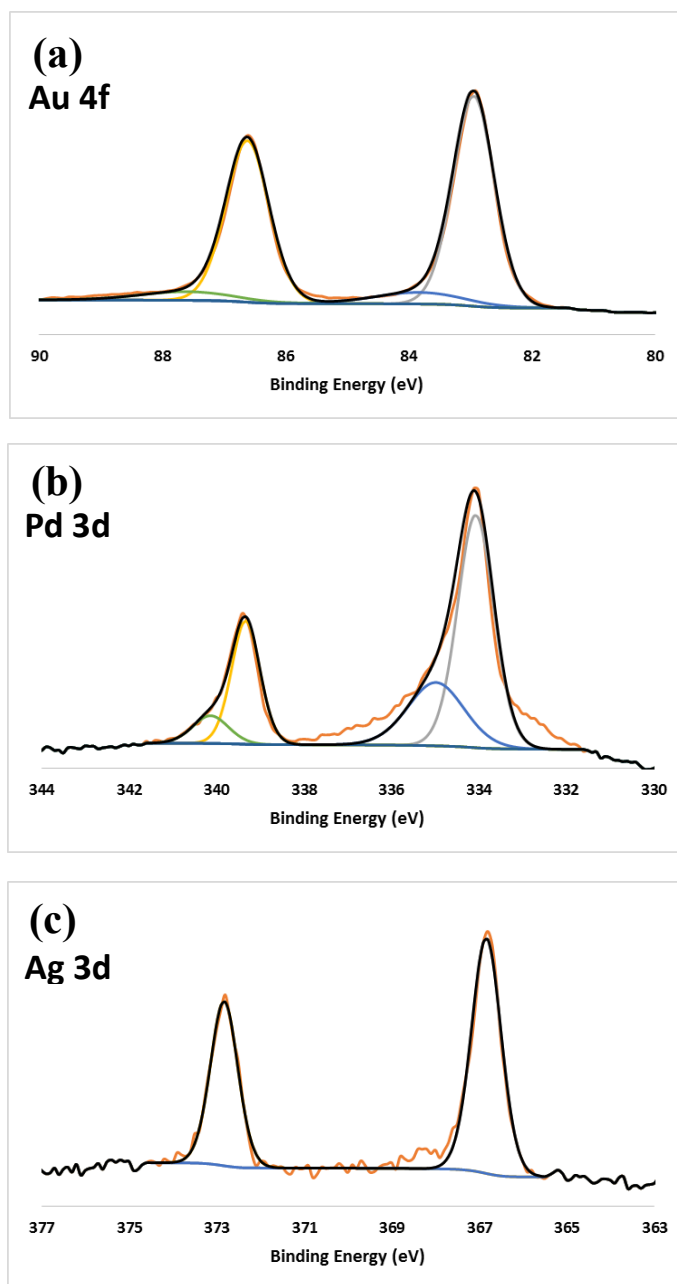 (a)
Au 4f
90 88 86 84 82 80
Binding Energy (eV)
(b)
Pd 3d
344 342 340 338 336 334 332 330
Binding Energy (eV)
(c)
Ag 3d
377 375 373 371 369 367 365 363
Binding Energy (eV)